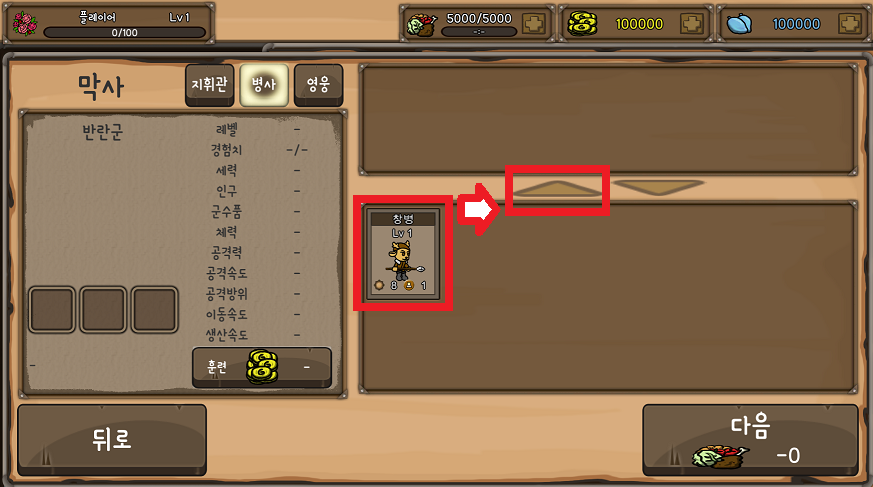 플레이어 Lv 1
0/100
5000/5000
-:-
100000
100000
막사
지휘관
병사
영웅
반란군
레벨 -
경험치 -/-
세력 -
인구 -
군수품 -
체력 -
공격력 -
공격속도 -
공격방위 -
이동속도 -
생산속도 -
-
훈련 -
창병
Lv 1
8 1
뒤로
다음
-0